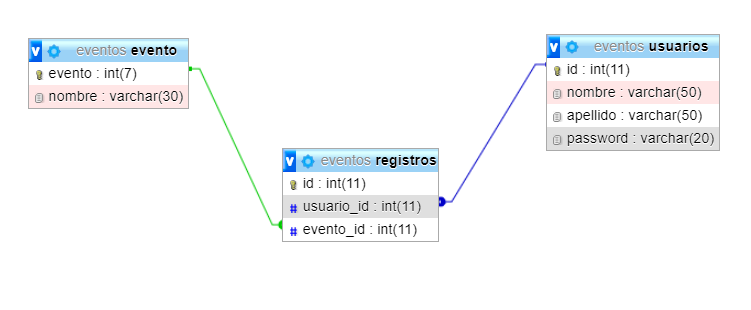 v eventos evento
evento : int(7)
nombre : varchar(30)
v eventos registros
id : int(11)
# usuario_id : int(11)
# evento_id : int(11)
v eventos usuarios
id : int(11)
nombre : varchar(50)
apellido : varchar(50)
password : varchar(20)